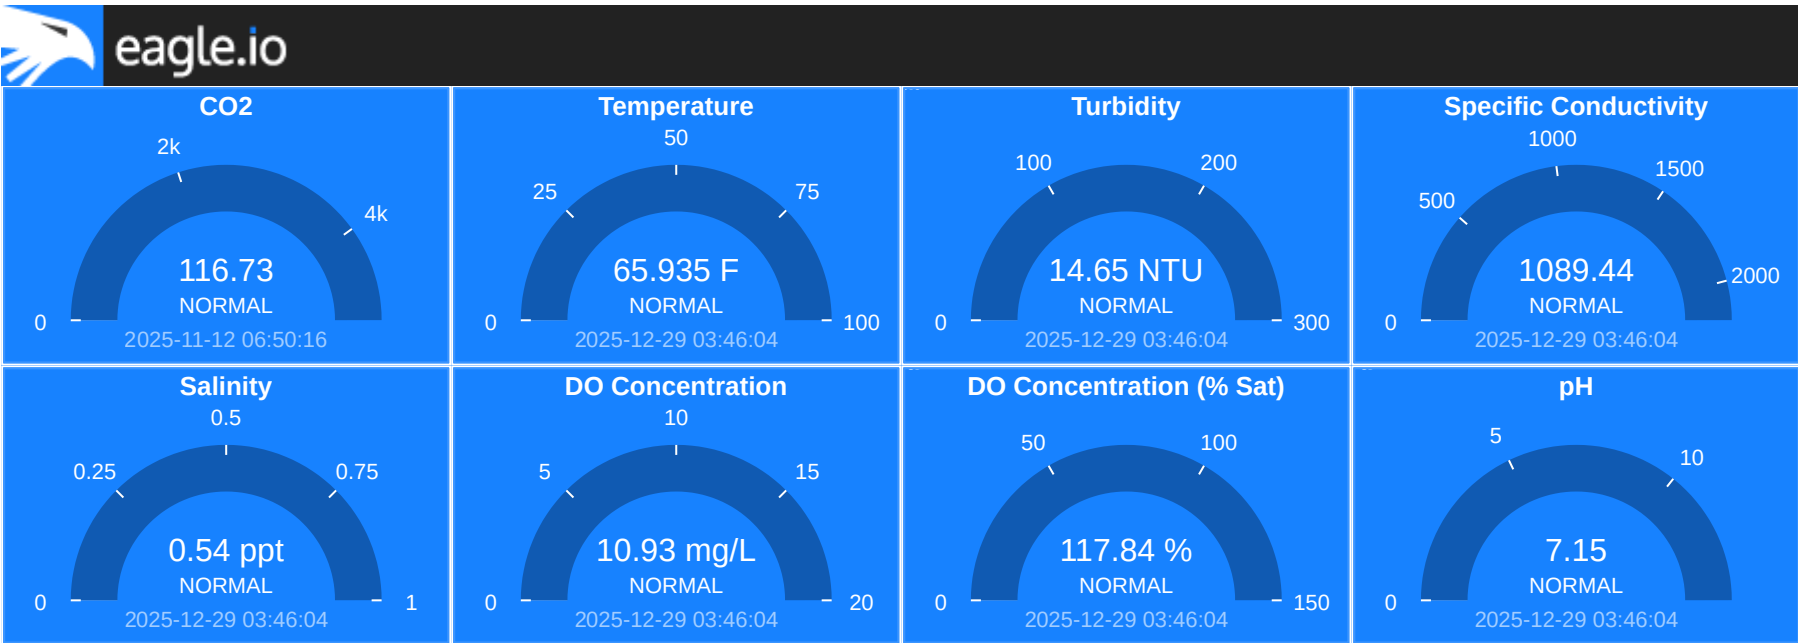 eagle.io
CO2
2k
4k
0
116.73
NORMAL
2025-11-12 06:50:16
Temperature
50
25
75
0
100
65.935 F
NORMAL
2025-12-29 03:46:04
Turbidity
100
200
0
300
14.65 NTU
NORMAL
2025-12-29 03:46:04
Specific Conductivity
1000
1500
500
2000
0
1089.44
NORMAL
2025-12-29 03:46:04
Salinity
0.5
0.25
0.75
0
1
0.54 ppt
NORMAL
2025-12-29 03:46:04
DO Concentration
10
5
15
0
20
10.93 mg/L
NORMAL
2025-12-29 03:46:04
DO Concentration (% Sat)
50
100
0
150
117.84 %
NORMAL
2025-12-29 03:46:04
pH
5
10
0
7.15
NORMAL
2025-12-29 03:46:04